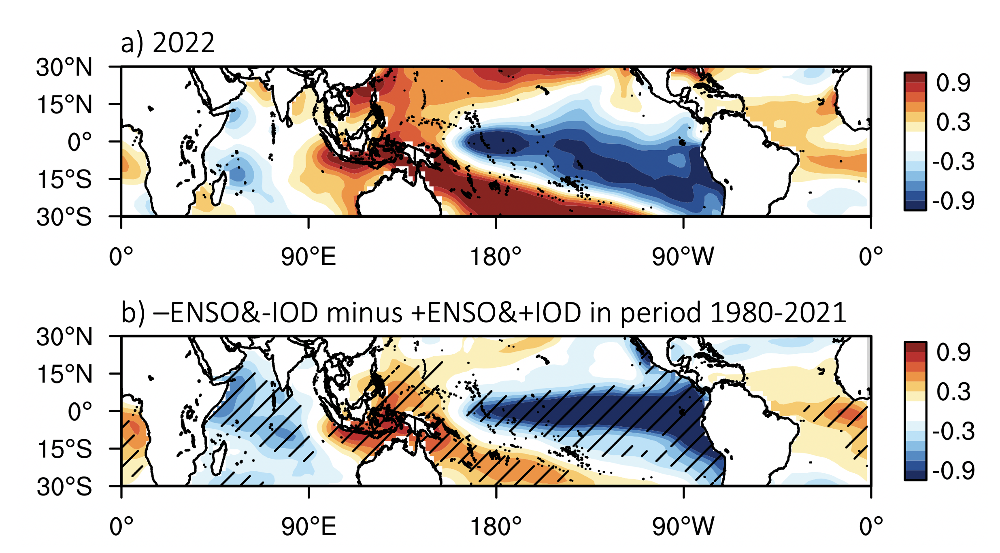 a) 2022
30°N
15°N
0°
15°S
30°S
0° 90°E 180° 90°W 0°
0.9
0.3
-0.3
-0.9
b) –ENSO&-IOD minus +ENSO&+IOD in period 1980-2021
30°N
15°N
0°
15°S
30°S
0° 90°E 180° 90°W 0°
0.9
0.3
-0.3
-0.9